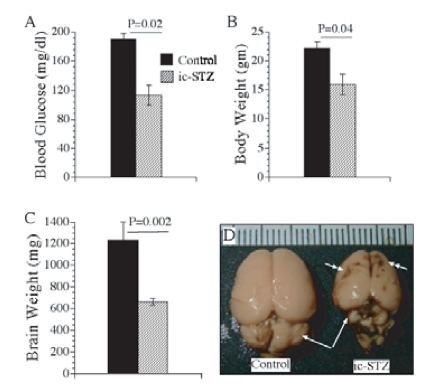 A
P=0.02
Blood Glucose (mg/dl)
200
160
120
80
40
0
Control
ic-STZ
B
P=0.04
Body Weight (gm)
25
20
15
10
5
0
C
P=0.002
Brain Weight (mg)
1400
1200
1000
800
600
400
200
0
D
Control
ic-STZ